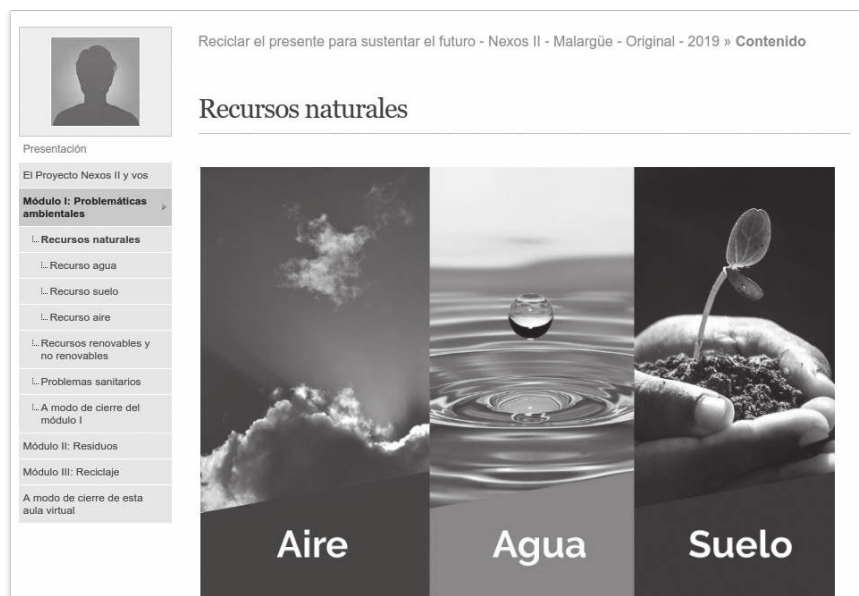 Reciclar el presente para sustentar el futuro - Nexos II - Malargüe - Original - 2019 » Contenido
Recursos naturales
Presentación
El Proyecto Nexos II y vos
Módulo I: Problemáticas
ambientales
Recursos naturales
Recurso agua
Recurso suelo
Recurso aire
Recursos renovables y
no renovables
Problemas sanitarios
A modo de cierre del
módulo I
Módulo II: Residuos
Módulo III: Reciclaje
A modo de cierre de esta
aula virtual
Aire
Agua
Suelo